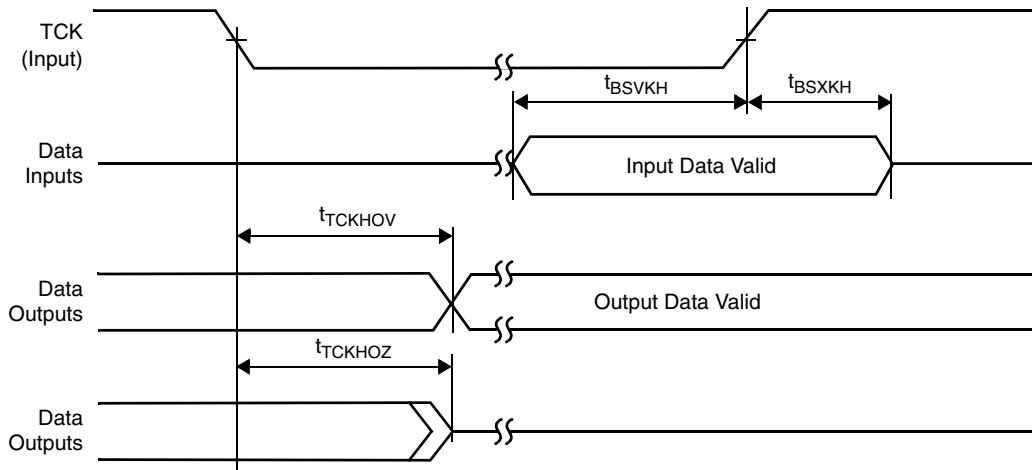 TCK
(Input)
tBSVKH
tBSXKH
Data
Inputs
Input Data Valid
tTCKHOV
Data
Outputs
Output Data Valid
tTCKHOZ
Data
Outputs